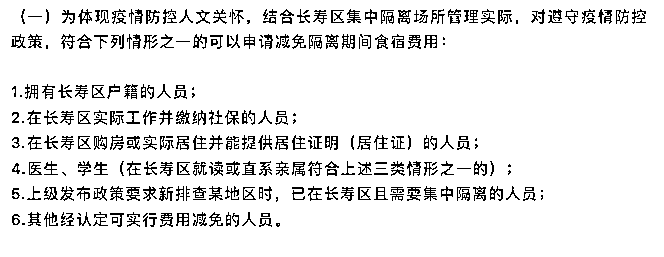 （一）为体现疫情防控人文关怀，结合长寿区集中隔离场所管理实际，对遵守疫情防控
政策，符合下列情形之一的可以申请减免隔离期间食宿费用：
1.拥有长寿区户籍的人员；
2.在长寿区实际工作并缴纳社保的人员；
3.在长寿区购房或实际居住并能提供居住证明（居住证）的人员；
4.医生、学生（在长寿区就读或直系亲属符合上述三类情形之一的）；
5.上级发布政策要求新排查某地区时，已在长寿区且需要集中隔离的人员；
6.其他经认定可实行费用减免的人员。